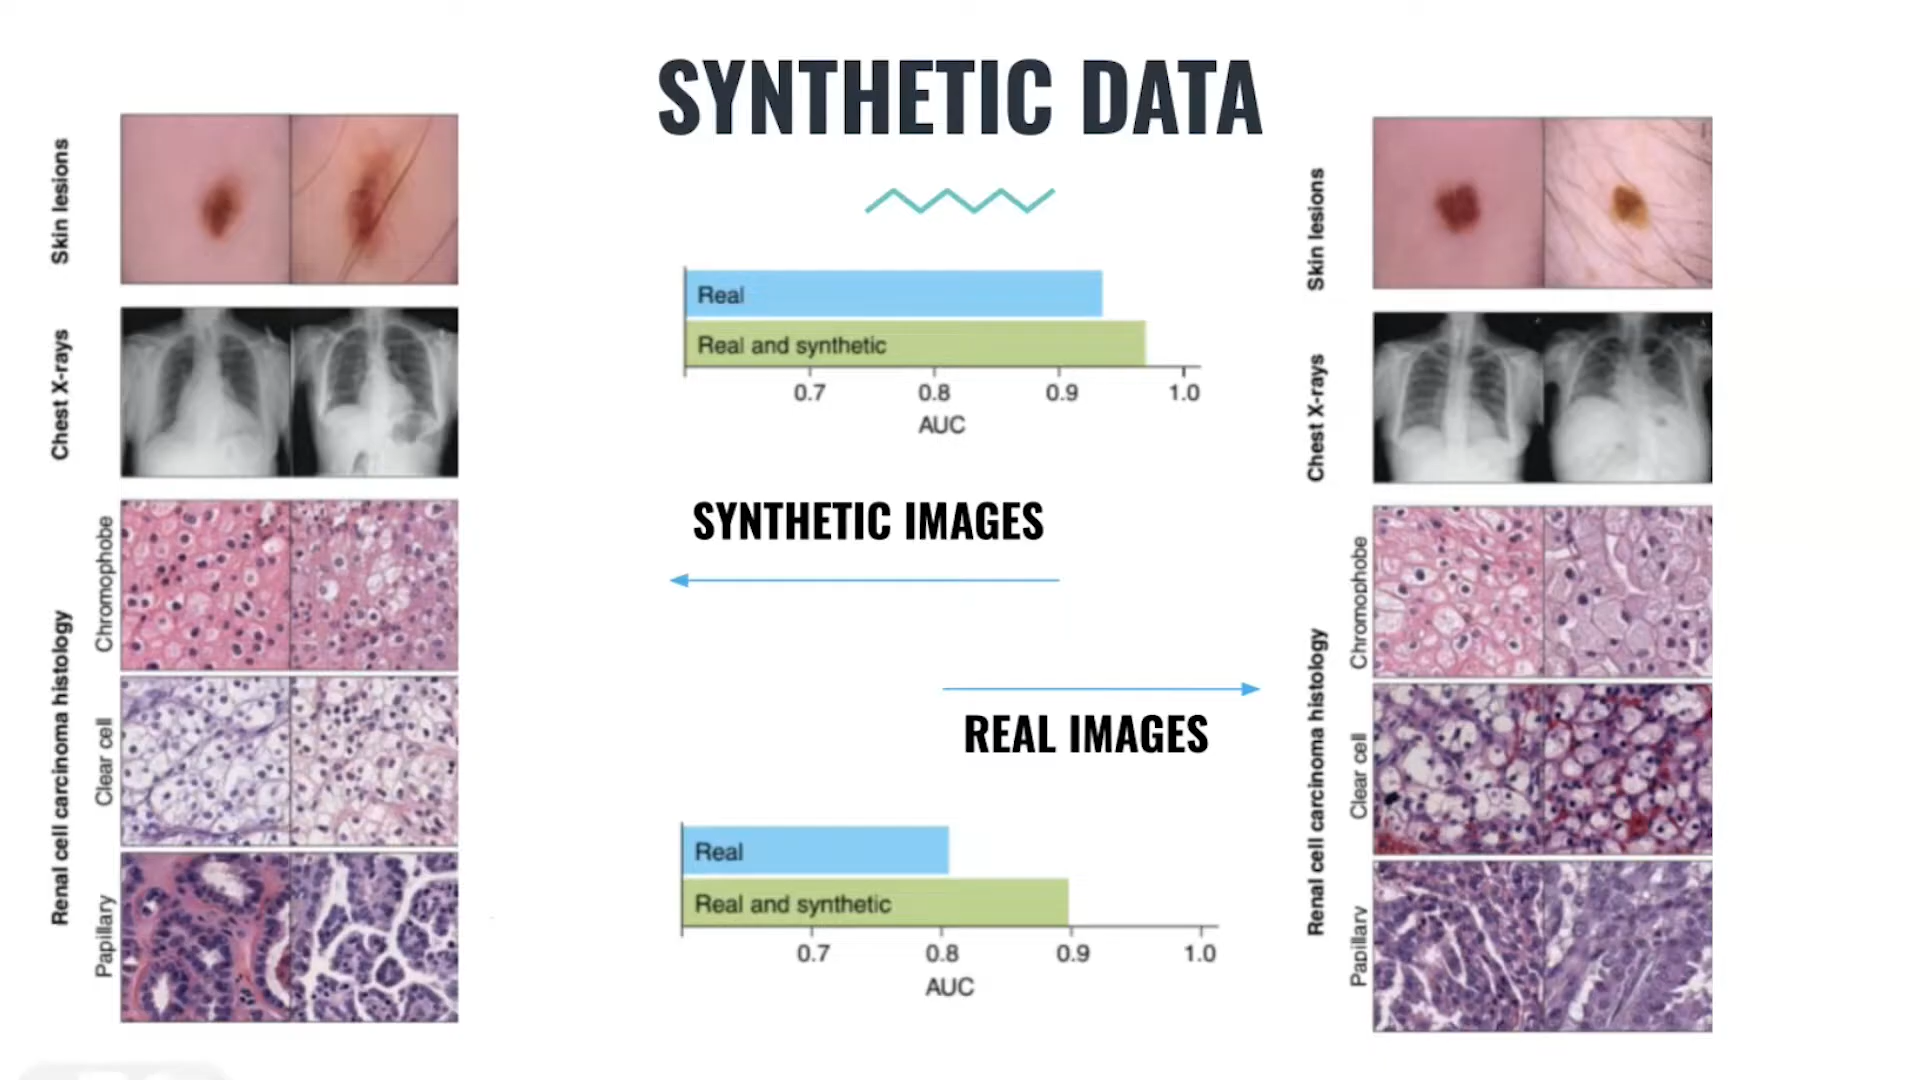 SYNTHETIC DATA
Skin lesions
Chest X-rays
Renal cell carcinoma histology
Chromophobe
Clear cell
Papillary
Real
Real and synthetic
0.7 0.8 0.9 1.0
AUC
SYNTHETIC IMAGES
REAL IMAGES
Real
Real and synthetic
0.7 0.8 0.9 1.0
AUC
Skin lesions
Chest X-rays
Renal cell carcinoma histology
Chromophobe
Clear cell
Papillary